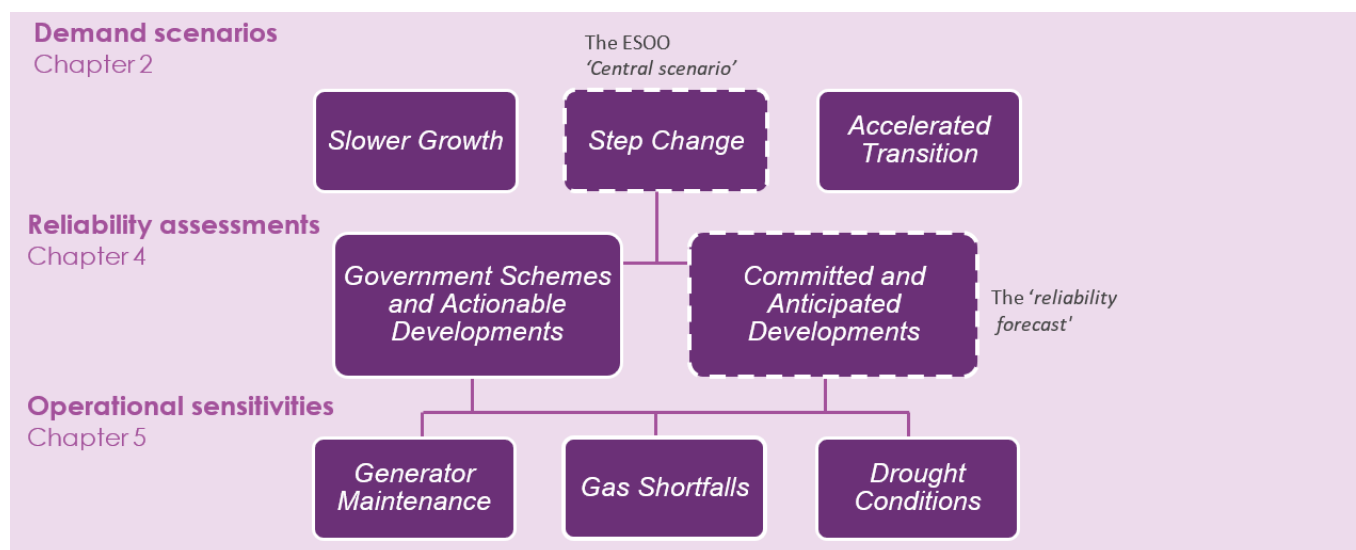 Demand scenarios
Chapter 2
The ESOO
‘Central scenario’
Slower Growth
Step Change
Accelerated
Transition
Reliability assessments
Chapter 4
Government Schemes
and Actionable
Developments
Committed and
Anticipated
Developments
The ‘reliability
forecast'
Operational sensitivities
Chapter 5
Generator
Maintenance
Gas Shortfalls
Drought
Conditions